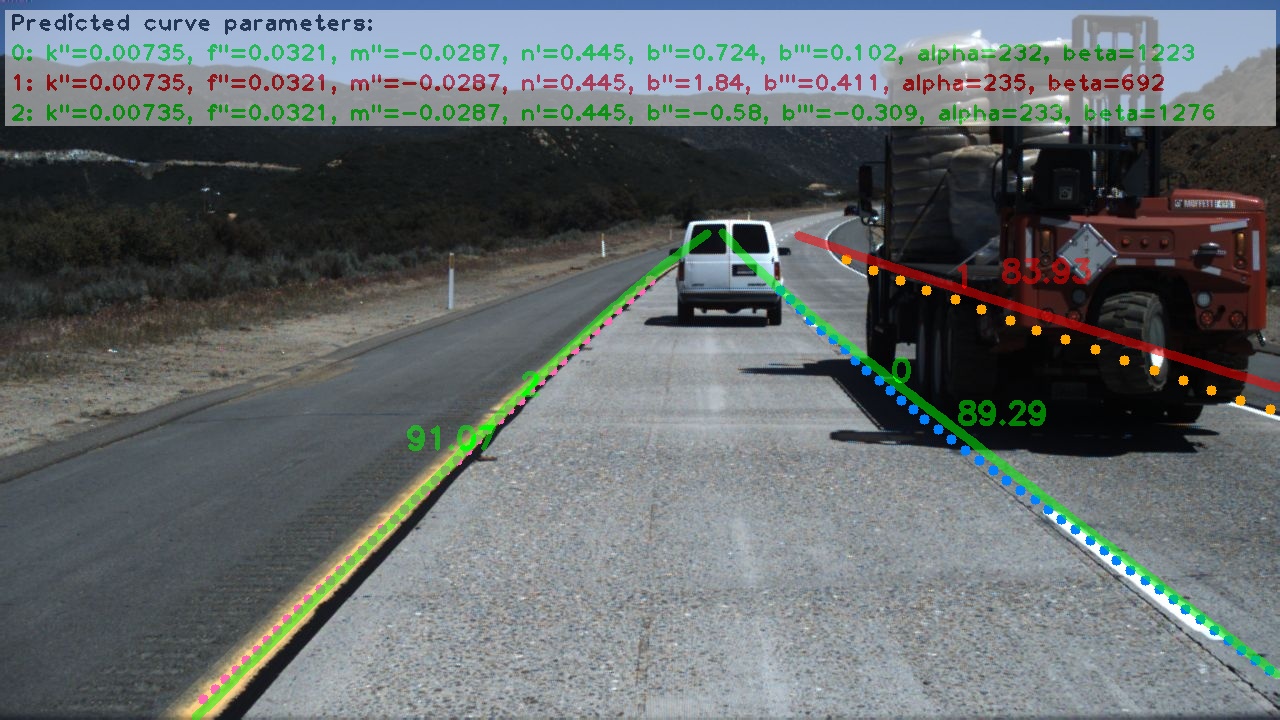 Predicted curve parameters:
0: k''=0.00735, f''=0.0321, m''=-0.0287, n'=0.445, b''=0.724, b'''=0.102, alpha=232, beta=1223
1: k''=0.00735, f''=0.0321, m''=-0.0287, n'=0.445, b''=1.84, b'''=0.411, alpha=235, beta=692
2: k''=0.00735, f''=0.0321, m''=-0.0287, n'=0.445, b''=-0.58, b'''=-0.309, alpha=233, beta=1276
MOFFETT
1 83.93
0
2
89.29
91.07